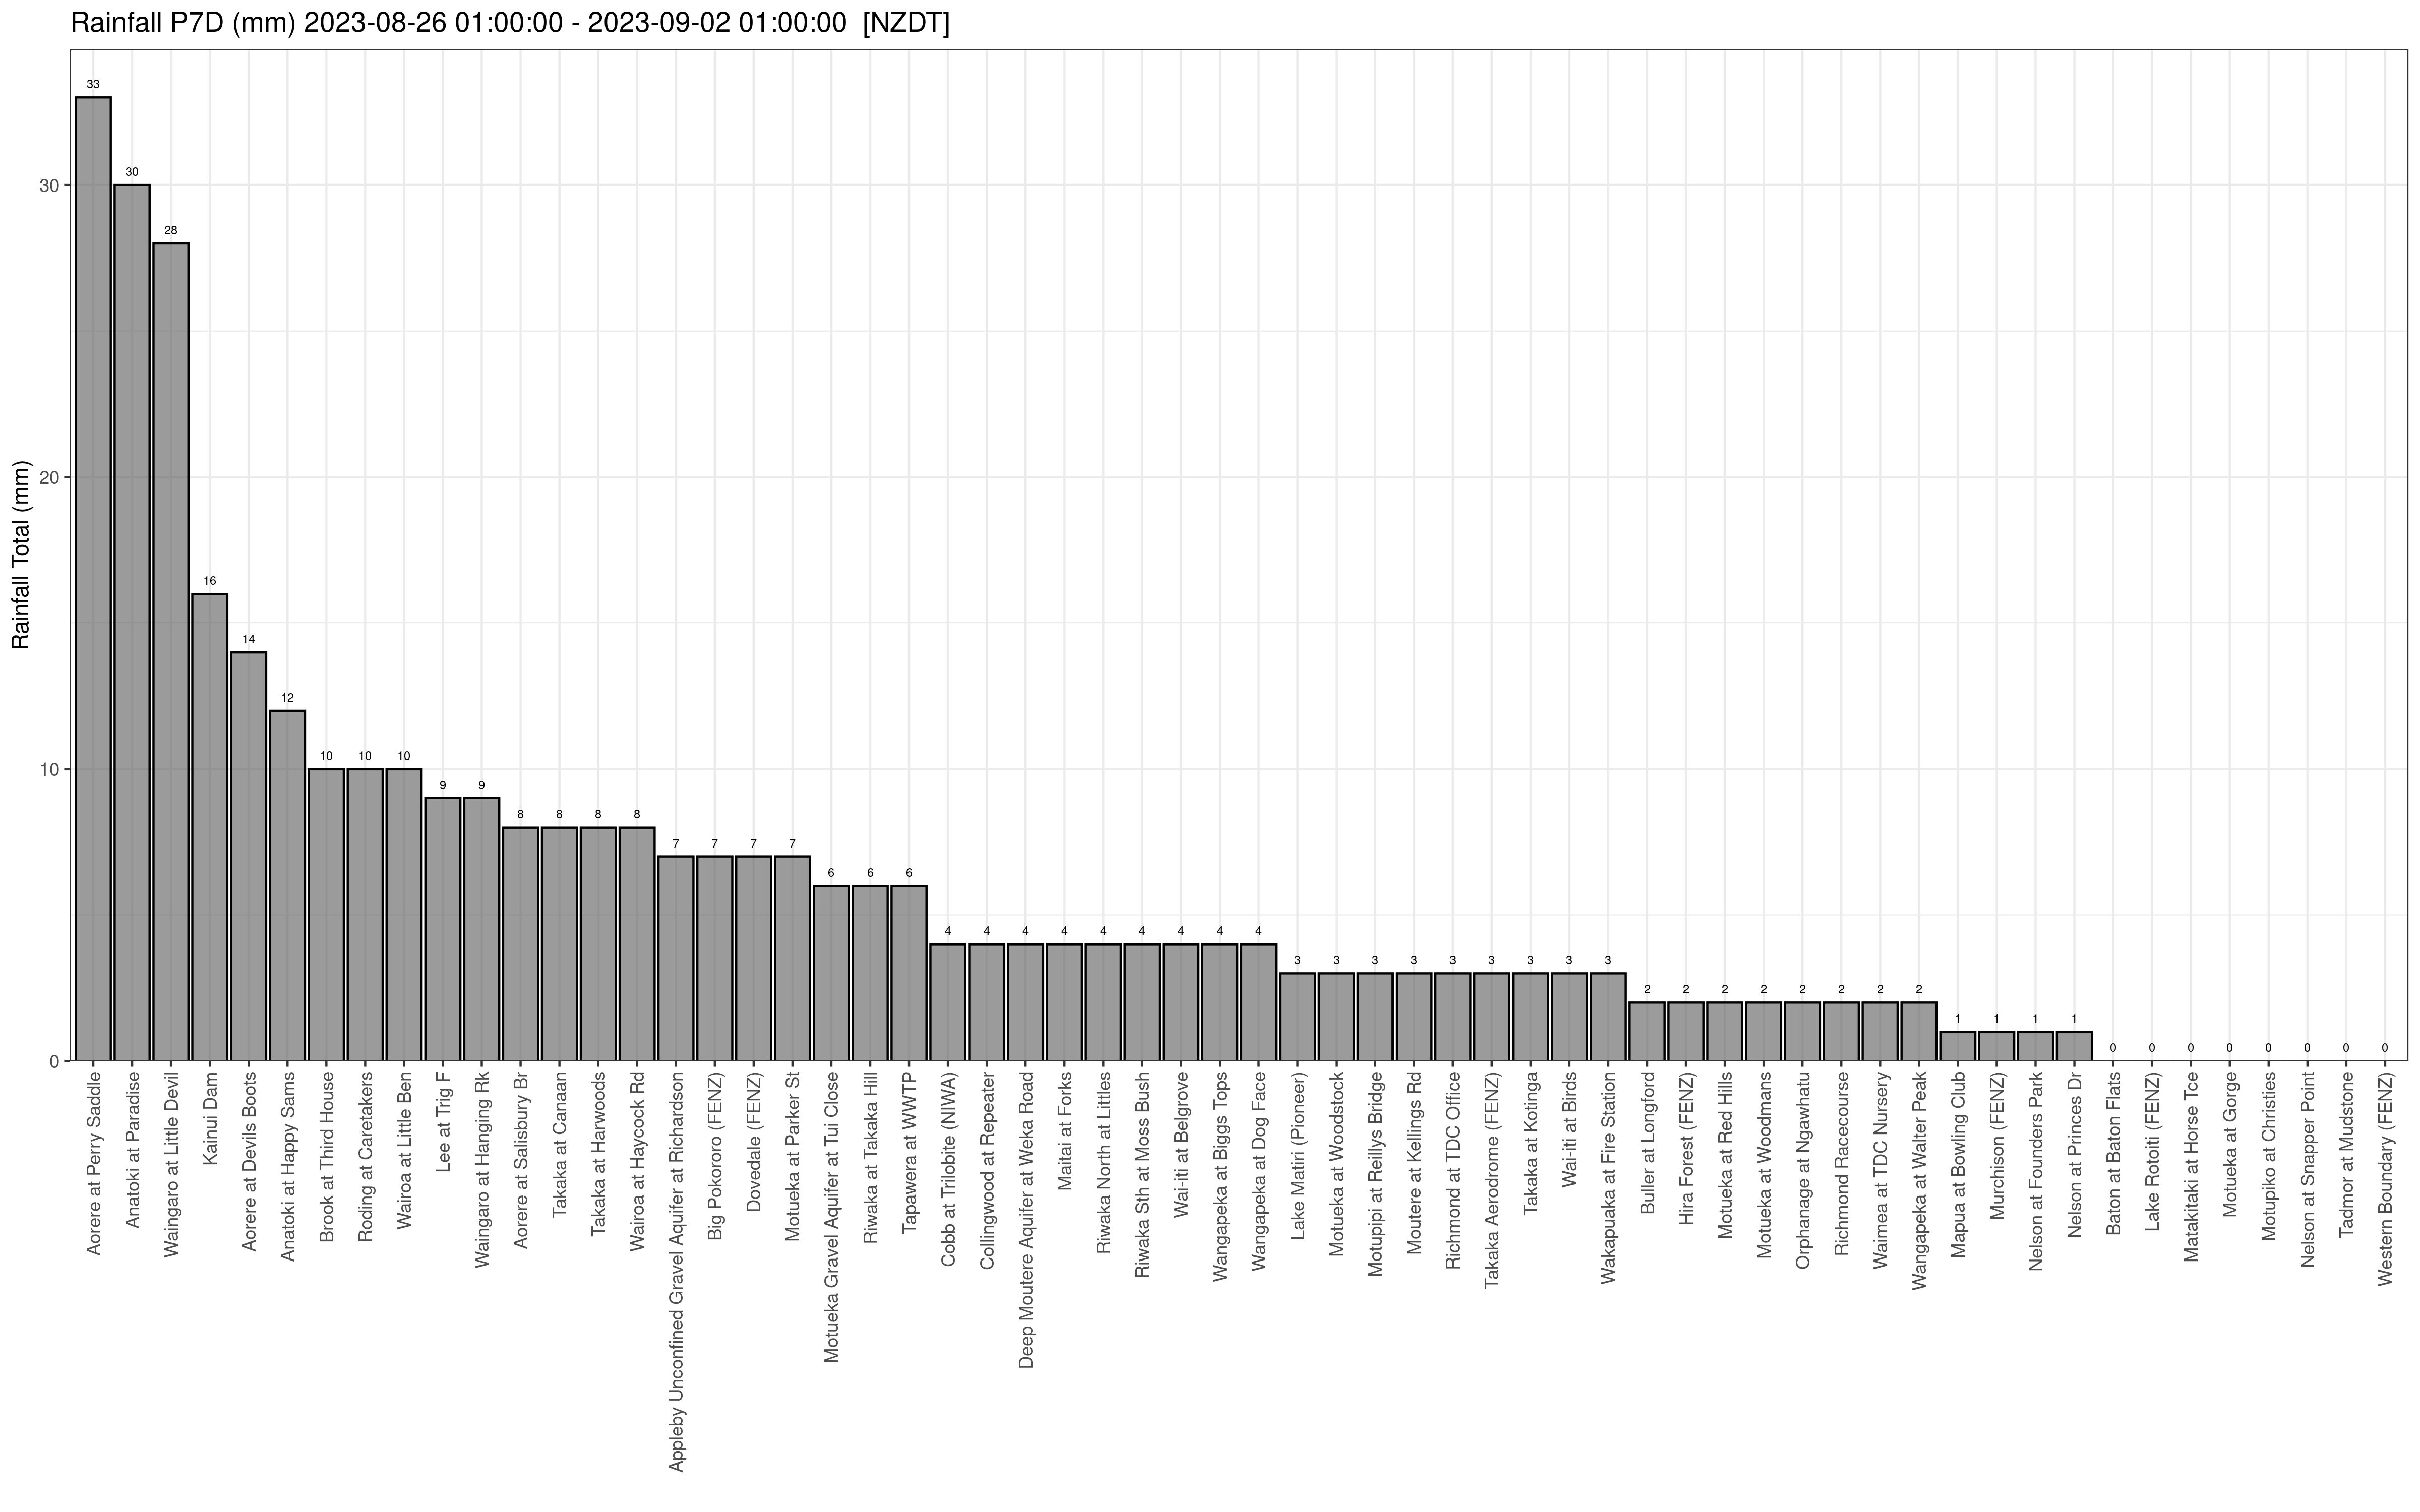 Rainfall P7D (mm) 2023-08-26 01:00:00 - 2023-09-02 01:00:00 [NZDT]
Rainfall Total (mm)
30
20
10
0
33
30
28
16
14
12
10
10
10
9
9
8
8
8
8
7
7
7
7
6
6
6
4
4
4
4
4
4
4
4
4
3
3
3
3
3
3
3
3
3
2
2
2
2
2
2
2
2
1
1
1
1
0
0
0
0
0
0
0
0
Aorere at Perry Saddle
Anatoki at Paradise
Waingaro at Little Devil
Kainui Dam
Aorere at Devils Boots
Anatoki at Happy Sams
Brook at Third House
Roding at Caretakers
Wairoa at Little Ben
Lee at Trig F
Waingaro at Hanging Rk
Aorere at Salisbury Br
Takaka at Canaan
Takaka at Harwoods
Wairoa at Haycock Rd
Appleby Unconfined Gravel Aquifer at Richardson
Big Pokororo (FENZ)
Dovedale (FENZ)
Motueka at Parker St
Motueka Gravel Aquifer at Tui Close
Riwaka at Takaka Hill
Tapawera at WWTP
Cobb at Trilobite (NIWA)
Collingwood at Repeater
Deep Moutere Aquifer at Weka Road
Maitai at Forks
Riwaka North at Littles
Riwaka Sth at Moss Bush
Wai-iti at Belgrove
Wangapeka at Biggs Tops
Wangapeka at Dog Face
Lake Matiri (Pioneer)
Motueka at Woodstock
Motupipi at Reillys Bridge
Moutere at Kellings Rd
Richmond at TDC Office
Takaka Aerodrome (FENZ)
Takaka at Kotinga
Wai-iti at Birds
Wakapuaka at Fire Station
Buller at Longford
Hira Forest (FENZ)
Motueka at Red Hills
Motueka at Woodmans
Orphanage at Ngawhatu
Richmond Racecourse
Waimea at TDC Nursery
Wangapeka at Walter Peak
Mapua at Bowling Club
Murchison (FENZ)
Nelson at Founders Park
Nelson at Princes Dr
Baton at Baton Flats
Lake Rotoiti (FENZ)
Matakitaki at Horse Tce
Motueka at Gorge
Motupiko at Christies
Nelson at Snapper Point
Tadmor at Mudstone
Western Boundary (FENZ)